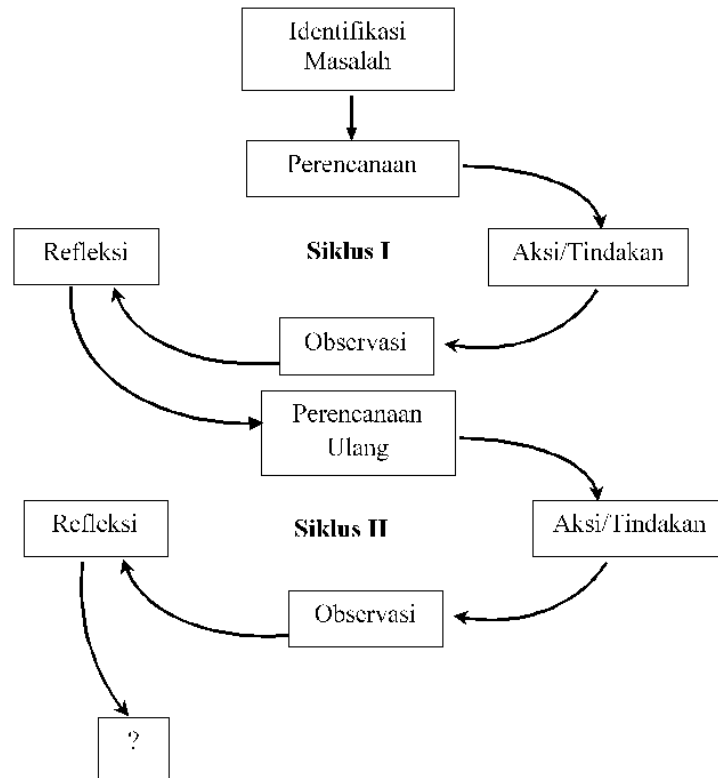 Identifikasi
Masalah
Perencanaan
Refleksi
Siklus I
Aksi/Tindakan
Observasi
Perencanaan
Ulang
Refleksi
Siklus II
Aksi/Tindakan
Observasi
?